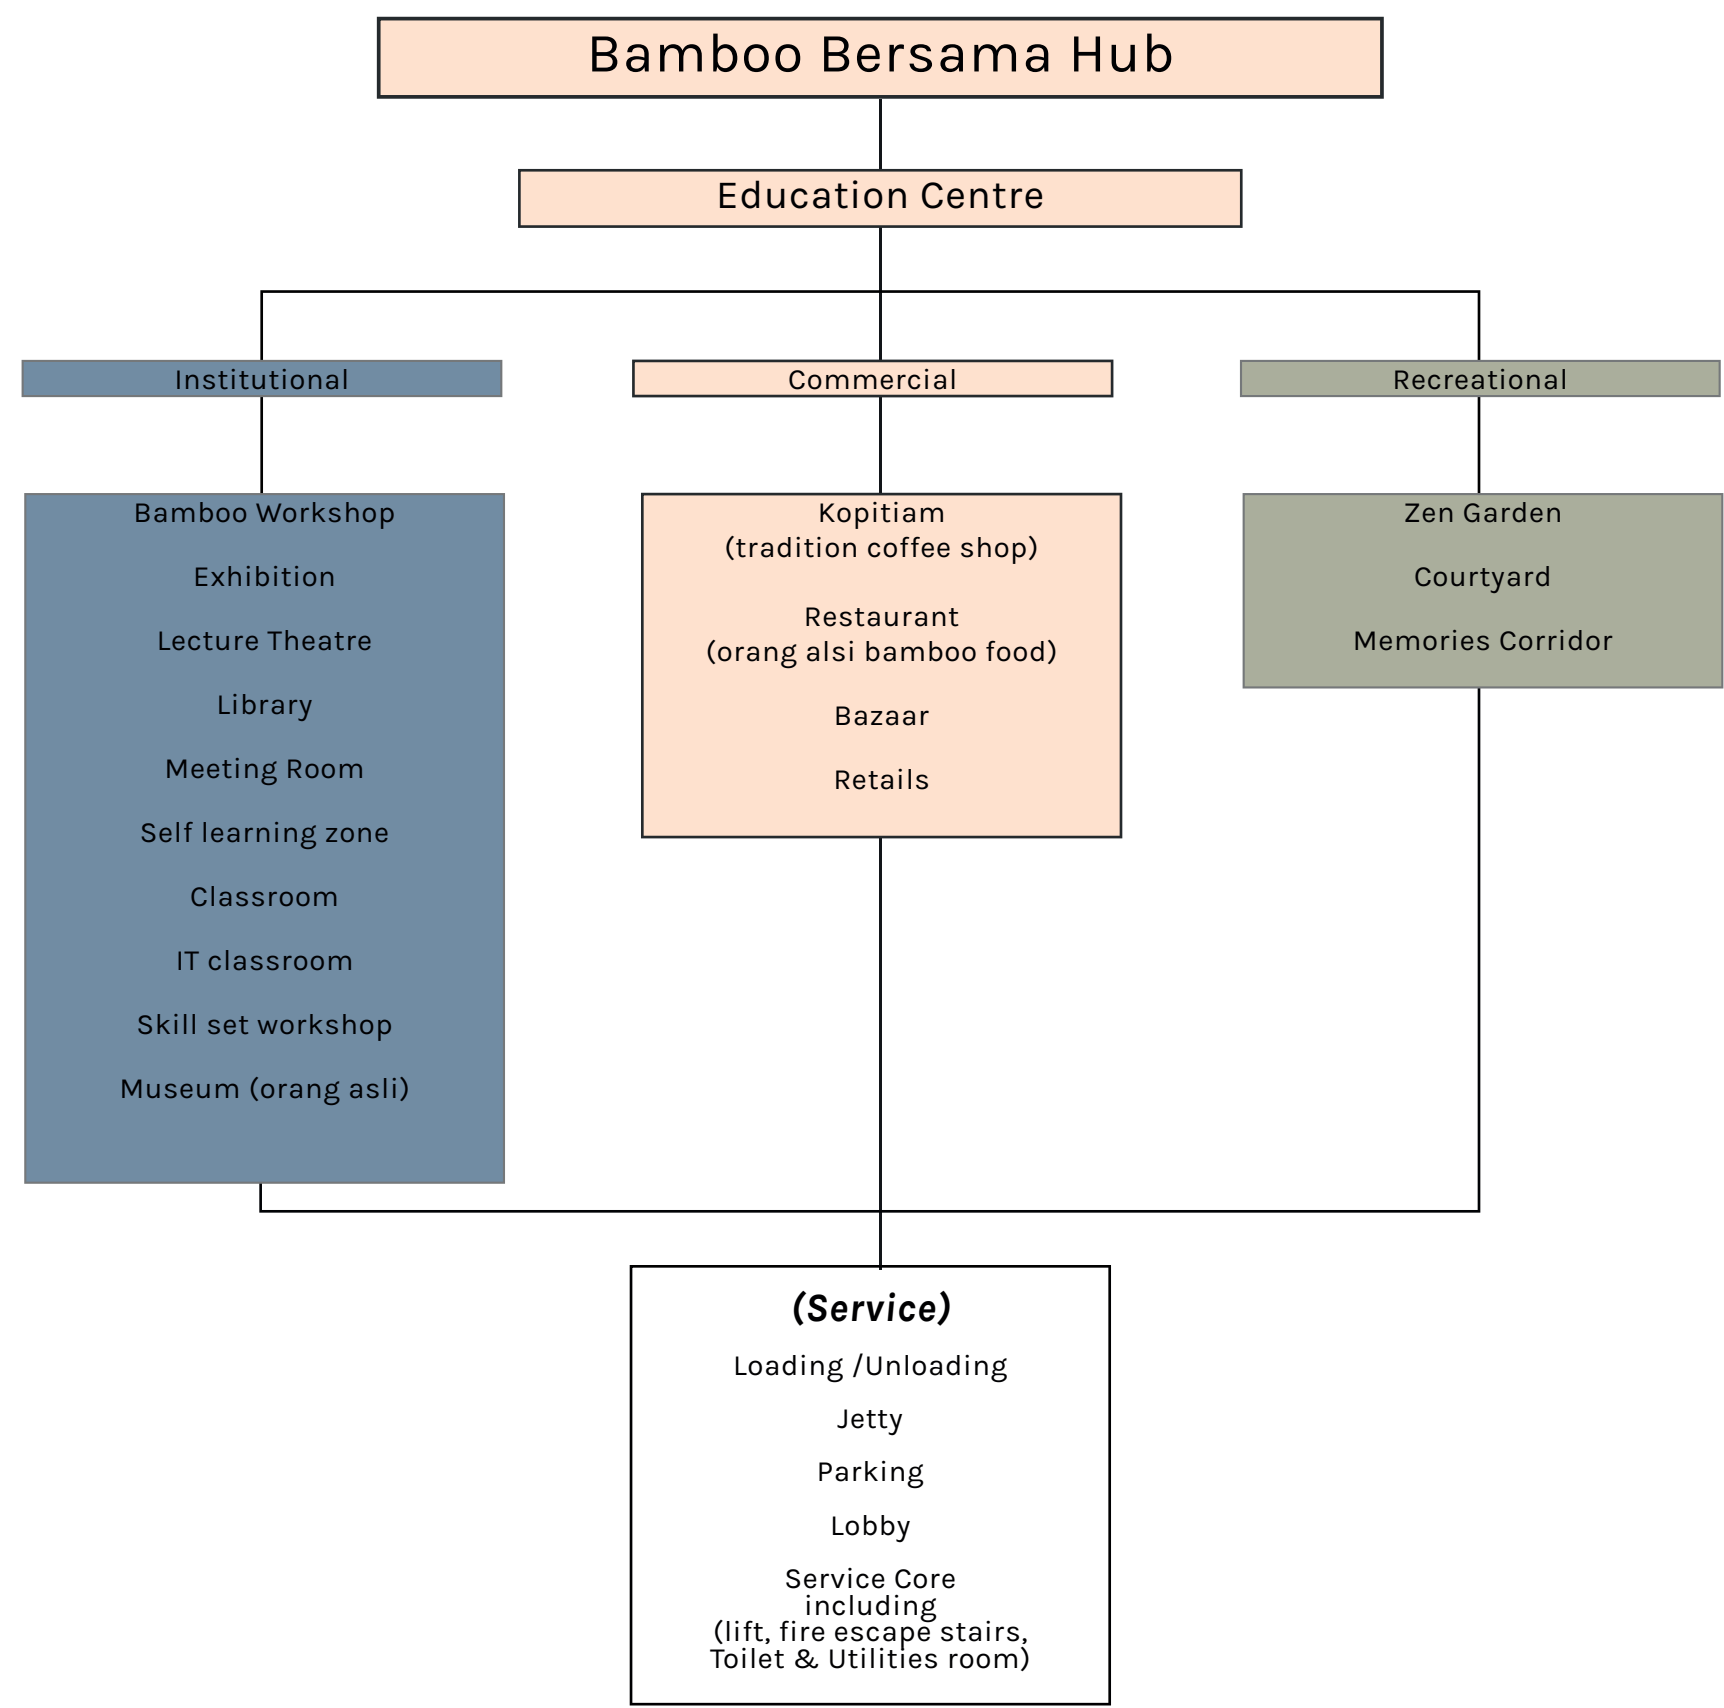 Bamboo Bersama Hub
Education Centre
Institutional
Commercial
Recreational
Bamboo Workshop
Exhibition
Lecture Theatre
Library
Meeting Room
Self learning zone
Classroom
IT classroom
Skill set workshop
Museum (orang asli)
Kopitiam
(tradition coffee shop)
Restaurant
(orang alsi bamboo food)
Bazaar
Retails
Zen Garden
Courtyard
Memories Corridor
(Service)
Loading /Unloading
Jetty
Parking
Lobby
Service Core
including
(lift, fire escape stairs,
Toilet & Utilities room)